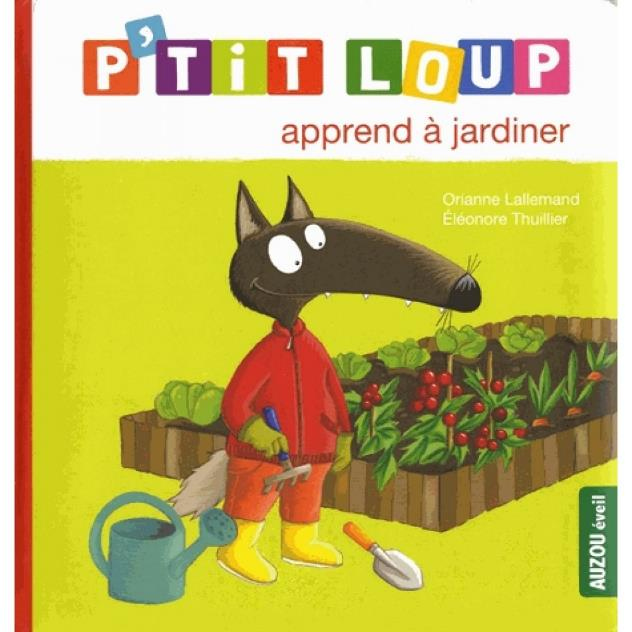 P'TiT LOUP
apprend à jardiner
Orianne Lallemand
Éléonore Thuillier
AUZOU éveil